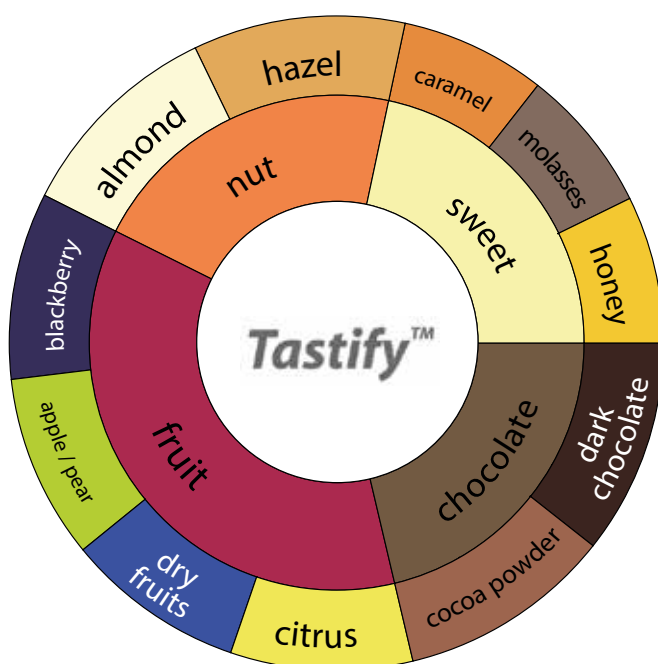 hazel
caramel
almond
molasses
nut
sweet
blackberry
honey
Tastify™
apple / pear
fruit
chocolate
dark
chocolate
dry
fruits
cocoa powder
citrus